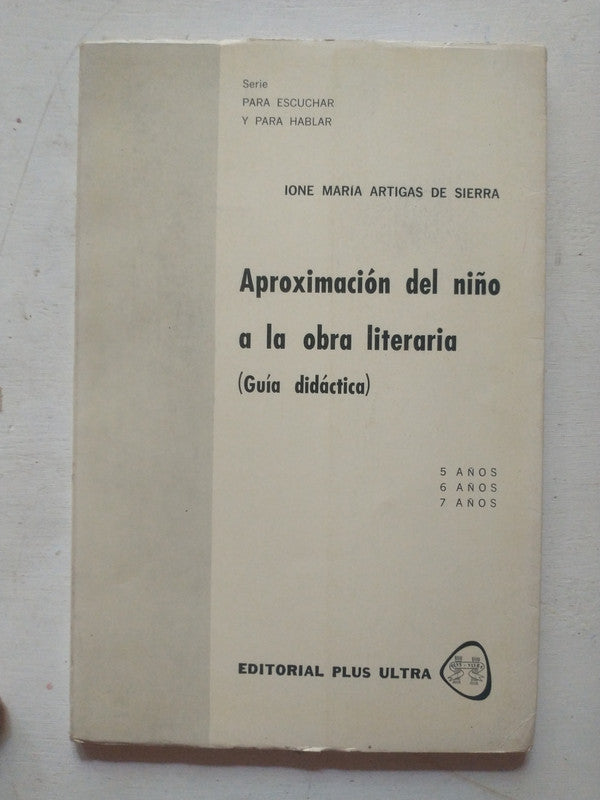 Serie
PARA ESCUCHAR
Y PARA HABLAR
IONE MARÍA ARTIGAS DE SIERRA
Aproximación del niño
a la obra literaria
(Guía didáctica)
5 AÑOS
6 AÑOS
7 AÑOS
EDITORIAL PLUS ULTRA